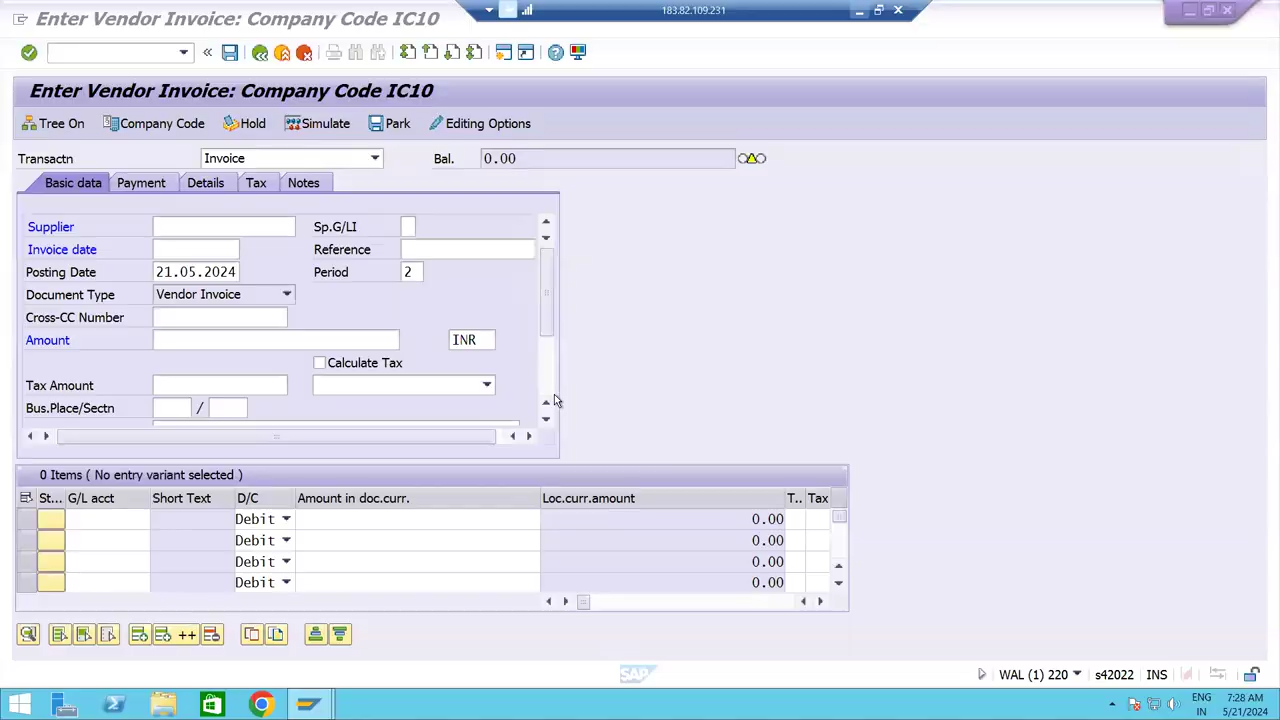 183.82.109.231
Enter Vendor Invoice: Company Code IC10
Enter Vendor Invoice: Company Code IC10
Tree On Company Code Hold Simulate Park Editing Options
Transactn Invoice Bal. 0.00
Basic data Payment Details Tax Notes
Supplier Sp.G/LI
Invoice date Reference
Posting Date 21.05.2024 Period 2
Document Type Vendor Invoice
Cross-CC Number
Amount INR
Calculate Tax
Tax Amount
Bus.Place/Sectn /
0 Items ( No entry variant selected )
St... G/L acct Short Text D/C Amount in doc.curr. Loc.curr.amount T.. Tax
Debit 0.00
Debit 0.00
Debit 0.00
Debit 0.00
SAP
WAL (1) 220 s42022 INS
ENG 7:28 AM
IN 5/21/2024